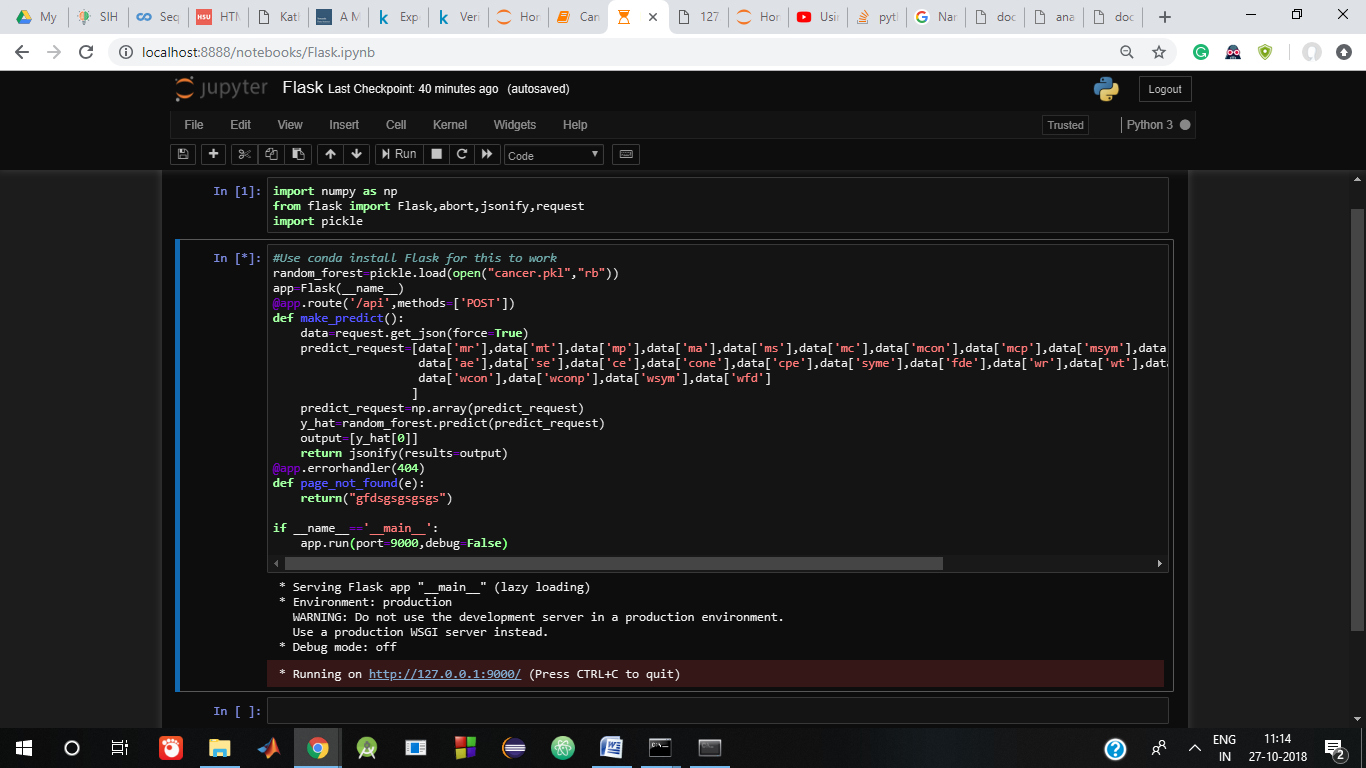 My
SIH
Seq
HSU
HTM
Kath
A M
Exp
Veri
Hor
Can
127
Hor
Usin
pyth
Nar
doc
ana
doc
localhost:8888/notebooks/Flask.ipynb
jupyter Flask Last Checkpoint: 40 minutes ago (autosaved)
Logout
File Edit View Insert Cell Kernel Widgets Help
Trusted
Python 3
Run
Code
In [1]:
import numpy as np
from flask import Flask,abort,jsonify,request
import pickle
In [*]:
#Use conda install Flask for this to work
random_forest=pickle.load(open("cancer.pkl","rb"))
app=Flask(__name__)
@app.route('/api',methods=['POST'])
def make_predict():
    data=request.get_json(force=True)
    predict_request=[data['mr'],data['mt'],data['mp'],data['ma'],data['ms'],data['mc'],data['mcon'],data['mcp'],data['msym'],data
                     data['ae'],data['se'],data['ce'],data['cone'],data['cpe'],data['syme'],data['fde'],data['wr'],data['wt'],data
                     data['wcon'],data['wconp'],data['wsym'],data['wfd']
                    ]
    predict_request=np.array(predict_request)
    y_hat=random_forest.predict(predict_request)
    output=[y_hat[0]]
    return jsonify(results=output)
@app.errorhandler(404)
def page_not_found(e):
    return("gfdsgsgsgsgs")
if __name__=='__main__':
    app.run(port=9000,debug=False)
* Serving Flask app "__main__" (lazy loading)
* Environment: production
WARNING: Do not use the development server in a production environment.
Use a production WSGI server instead.
* Debug mode: off
* Running on http://127.0.0.1:9000/ (Press CTRL+C to quit)
In [ ]:
ENG
IN
11:14
27-10-2018
2